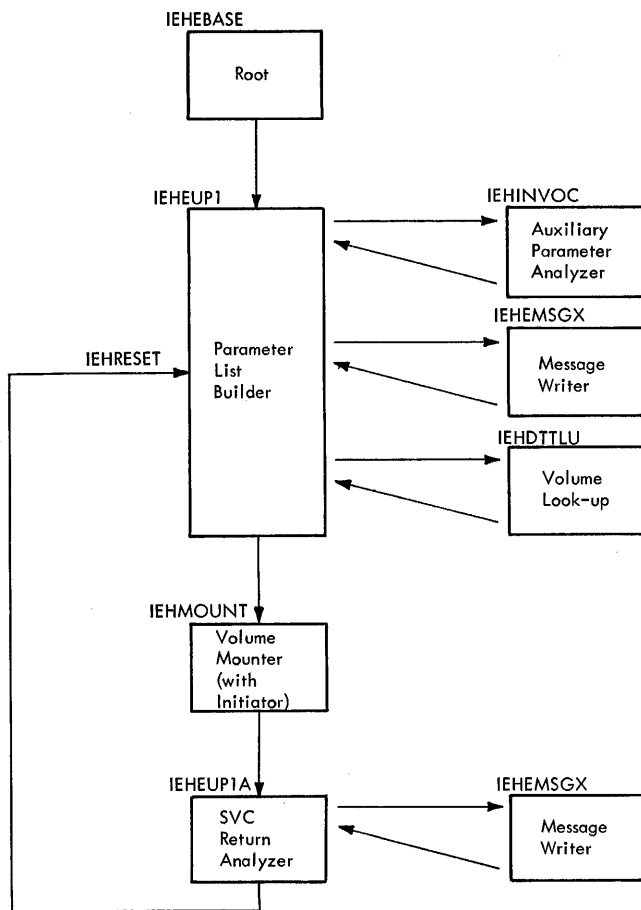 IEHEBASE
Root
IEHEUP1
IEHINVOC
Auxiliary
Parameter
Analyzer
IEHEMSGX
Message
Writer
IEHRESET
Parameter
List
Builder
IEHDTTLU
Volume
Look-up
IEHMOUNT
Volume
Mounter
(with
Initiator)
IEHEUP1A
SVC
Return
Analyzer
IEHEMSGX
Message
Writer